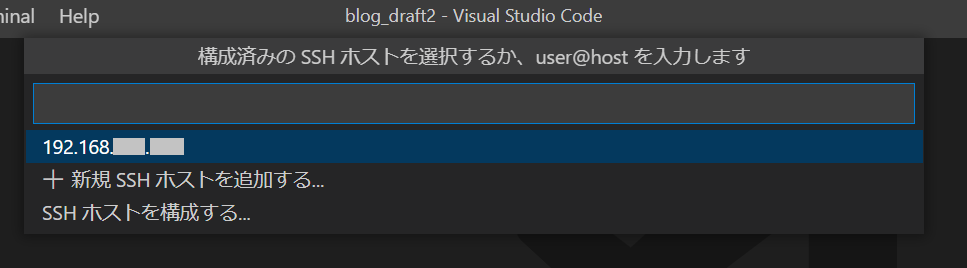 minal Help blog_draft2 - Visual Studio Code
構成済みの SSH ホストを選択するか、user@host を入力します
192.168. .
＋ 新規 SSH ホストを追加する...
SSH ホストを構成する...